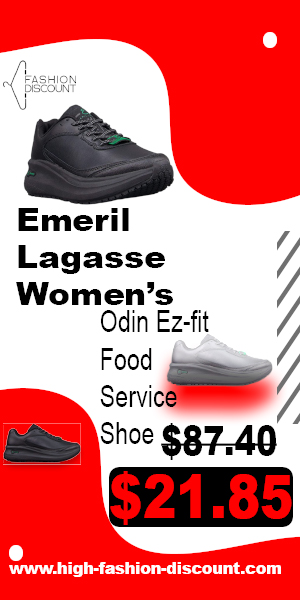 FASHION
DISCOUNT
Emeril
Lagasse
Women's
Odin Ez-fit
Food
Service
Shoe $87.40
$21.85
www.high-fashion-discount.com